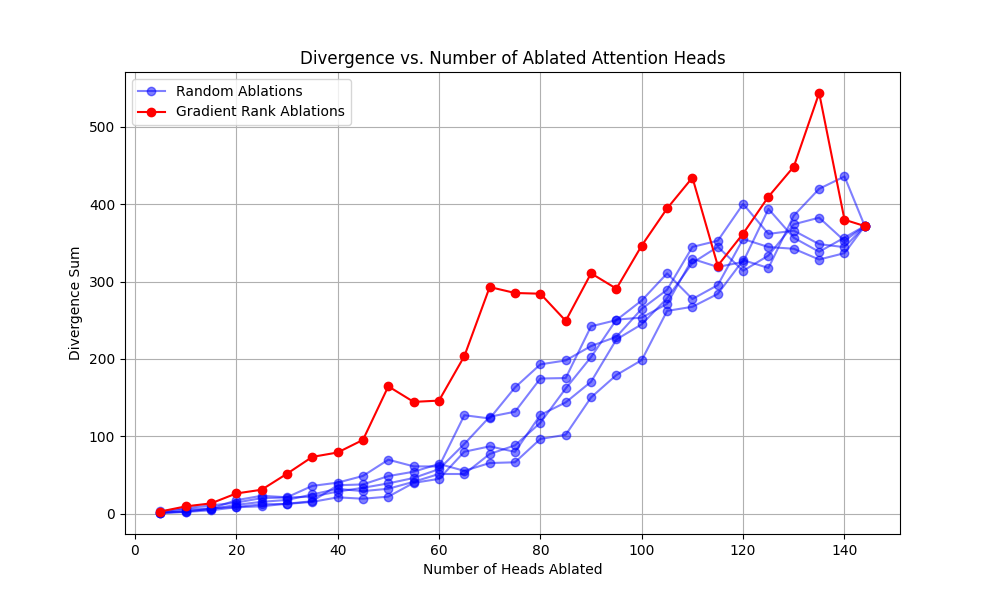 Divergence vs. Number of Ablated Attention Heads
Random Ablations
Gradient Rank Ablations
Divergence Sum
500
400
300
200
100
0
0 20 40 60 80 100 120 140
Number of Heads Ablated